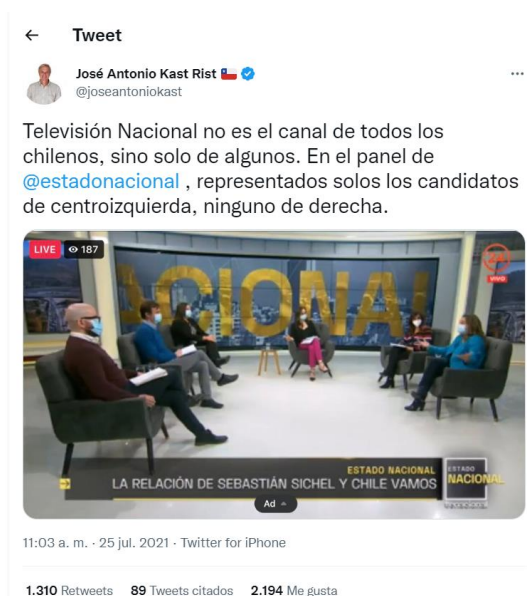 Tweet
José Antonio Kast Rist
@joseantoniokast
Televisión Nacional no es el canal de todos los
chilenos, sino solo de algunos. En el panel de
@estadonacional , representados solos los candidatos
de centroizquierda, ninguno de derecha.
LIVE 187
24
VIVO
CIONA
ESTADO NACIONAL
LA RELACIÓN DE SEBASTIÁN SICHEL Y CHILE VAMOS
ESTADO
NACIONAL
Ad
11:03 a. m. · 25 jul. 2021 · Twitter for iPhone
1.310 Retweets 89 Tweets citados 2.194 Me gusta